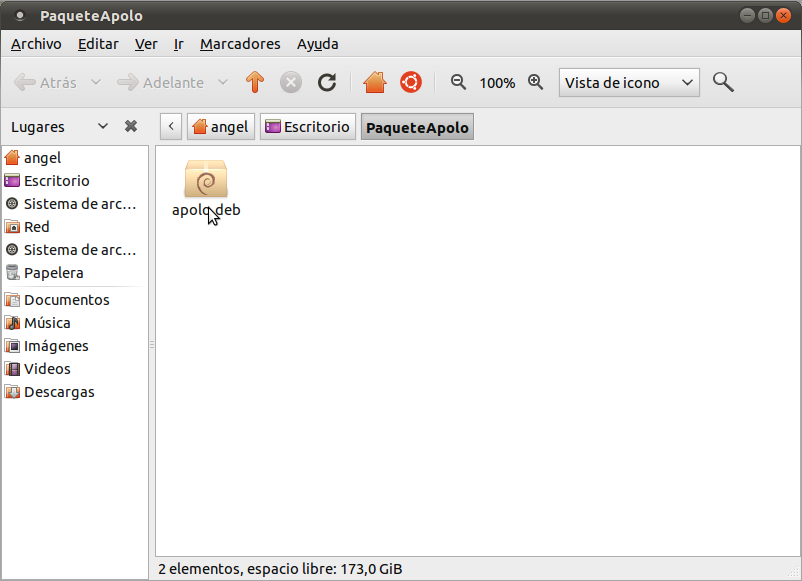 PaqueteApolo
Archivo Editar Ver Ir Marcadores Ayuda
Atrás Adelante 100% Vista de icono
Lugares angel Escritorio PaqueteApolo
angel
Escritorio
Sistema de arc...
Red
Sistema de arc...
Papelera
Documentos
Música
Imágenes
Videos
Descargas
apolo.deb
2 elementos, espacio libre: 173,0 GiB